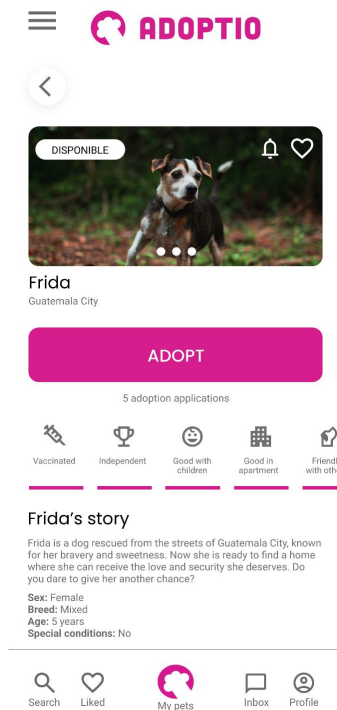 ADOPTIO
DISPONIBLE
Frida
Guatemala City
ADOPT
5 adoption applications
Vaccinated
Independent
Good with
children
Good in
apartment
Friendl
with oth
Frida's story
Frida is a dog rescued from the streets of Guatemala City, known
for her bravery and sweetness. Now she is ready to find a home
where she can receive the love and security she deserves. Do
you dare to give her another chance?
Sex: Female
Breed: Mixed
Age: 5 years
Special conditions: No
Search
Liked
My pets
Inbox
Profile